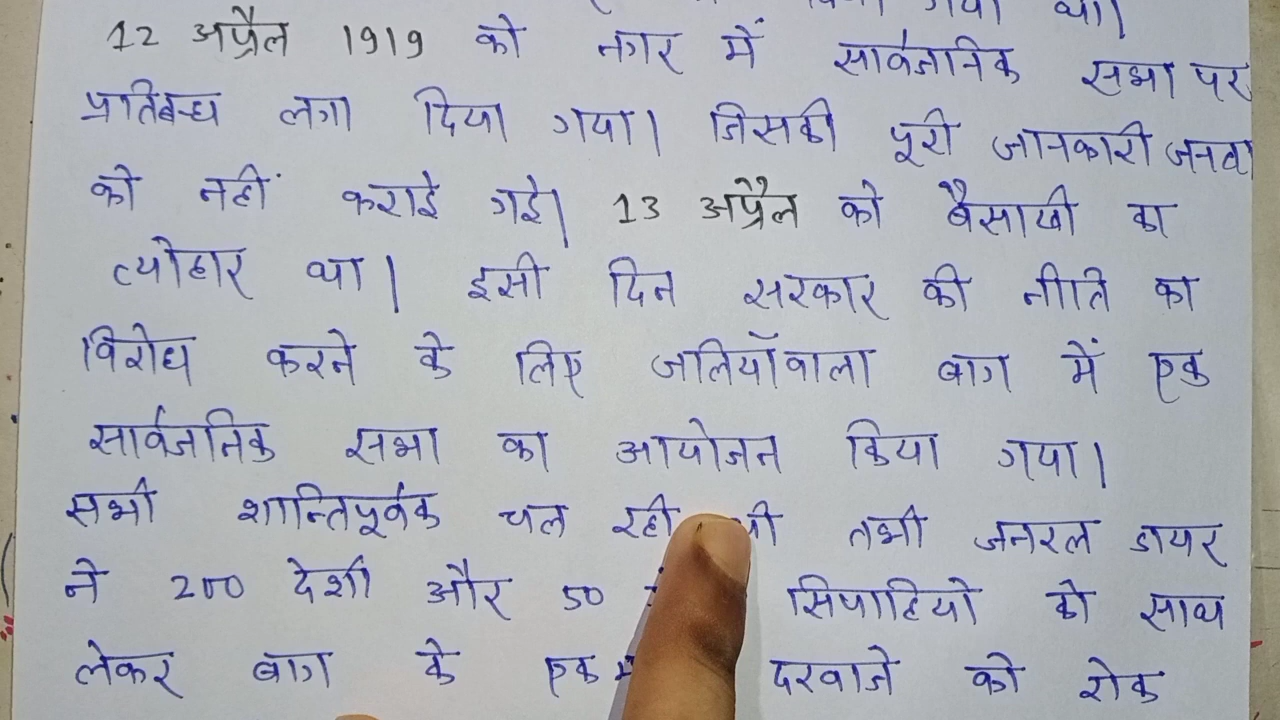 गया था।
12 अप्रैल 1919 को नगर में सार्वजनिक सभा पर
प्रतिबन्ध लगा दिया गया। जिसकी पूरी जानकारी जनता
को नहीं कराई गई। 13 अप्रैल को बैसाखी का
त्योहार था। इसी दिन सरकार की नीति का
विरोध करने के लिए जलियाँवाला बाग में एक
सार्वजनिक सभा का आयोजन किया गया।
सभी शान्तिपूर्वक चल रही तभी जनरल डायर
ने 200 देशी और 50 सिपाहियो को साथ
लेकर बाग के एक दरवाजे को रोक